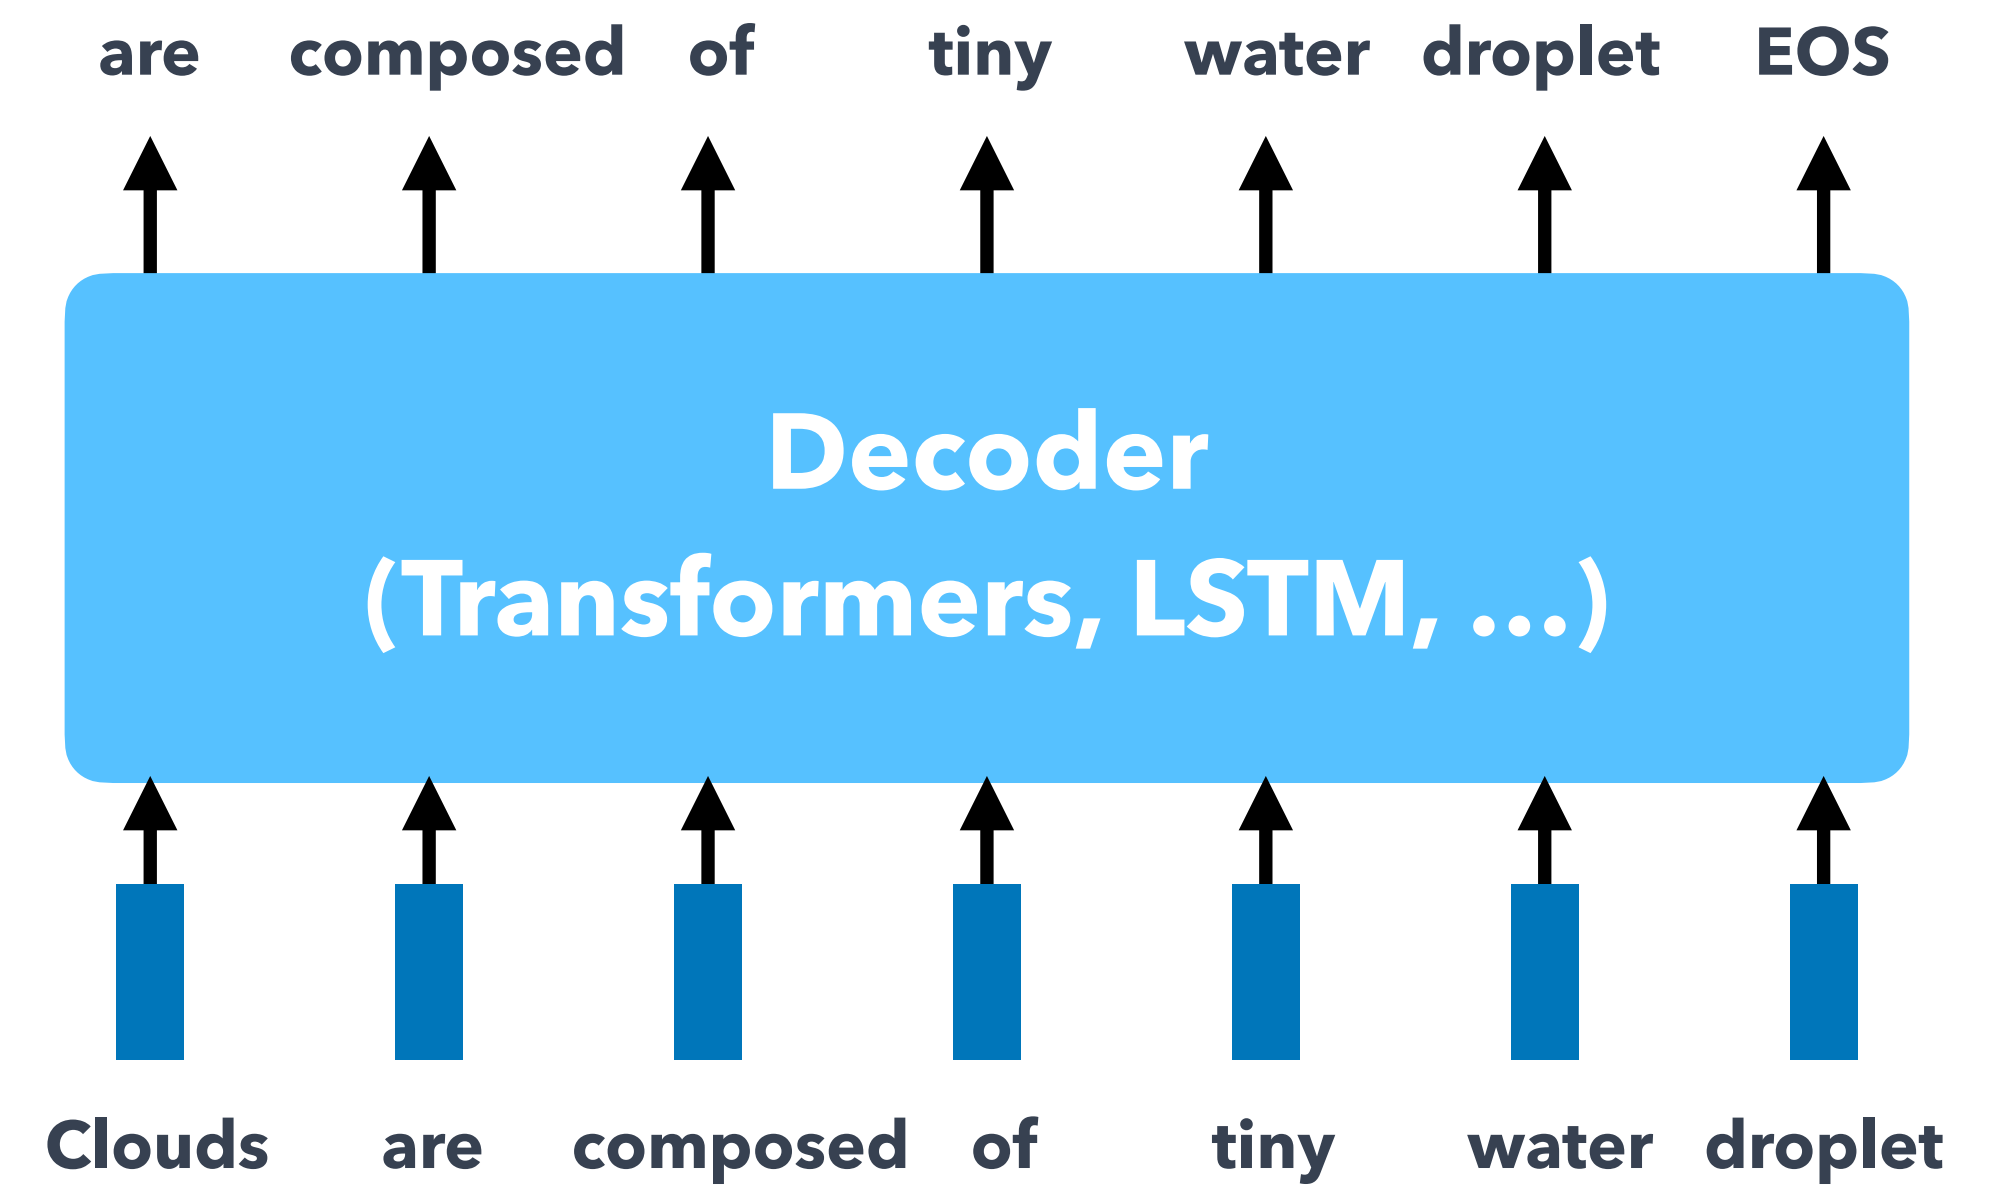 are composed of tiny water droplet EOS
Decoder
(Transformers, LSTM, ...)
Clouds are composed of tiny water droplet